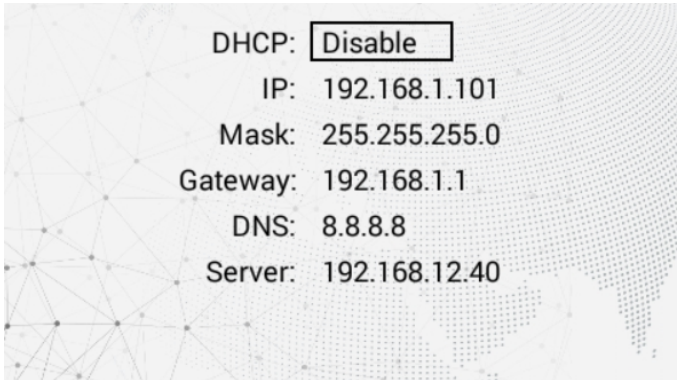 DHCP: Disable
IP: 192.168.1.101
Mask: 255.255.255.0
Gateway: 192.168.1.1
DNS: 8.8.8.8
Server: 192.168.12.40